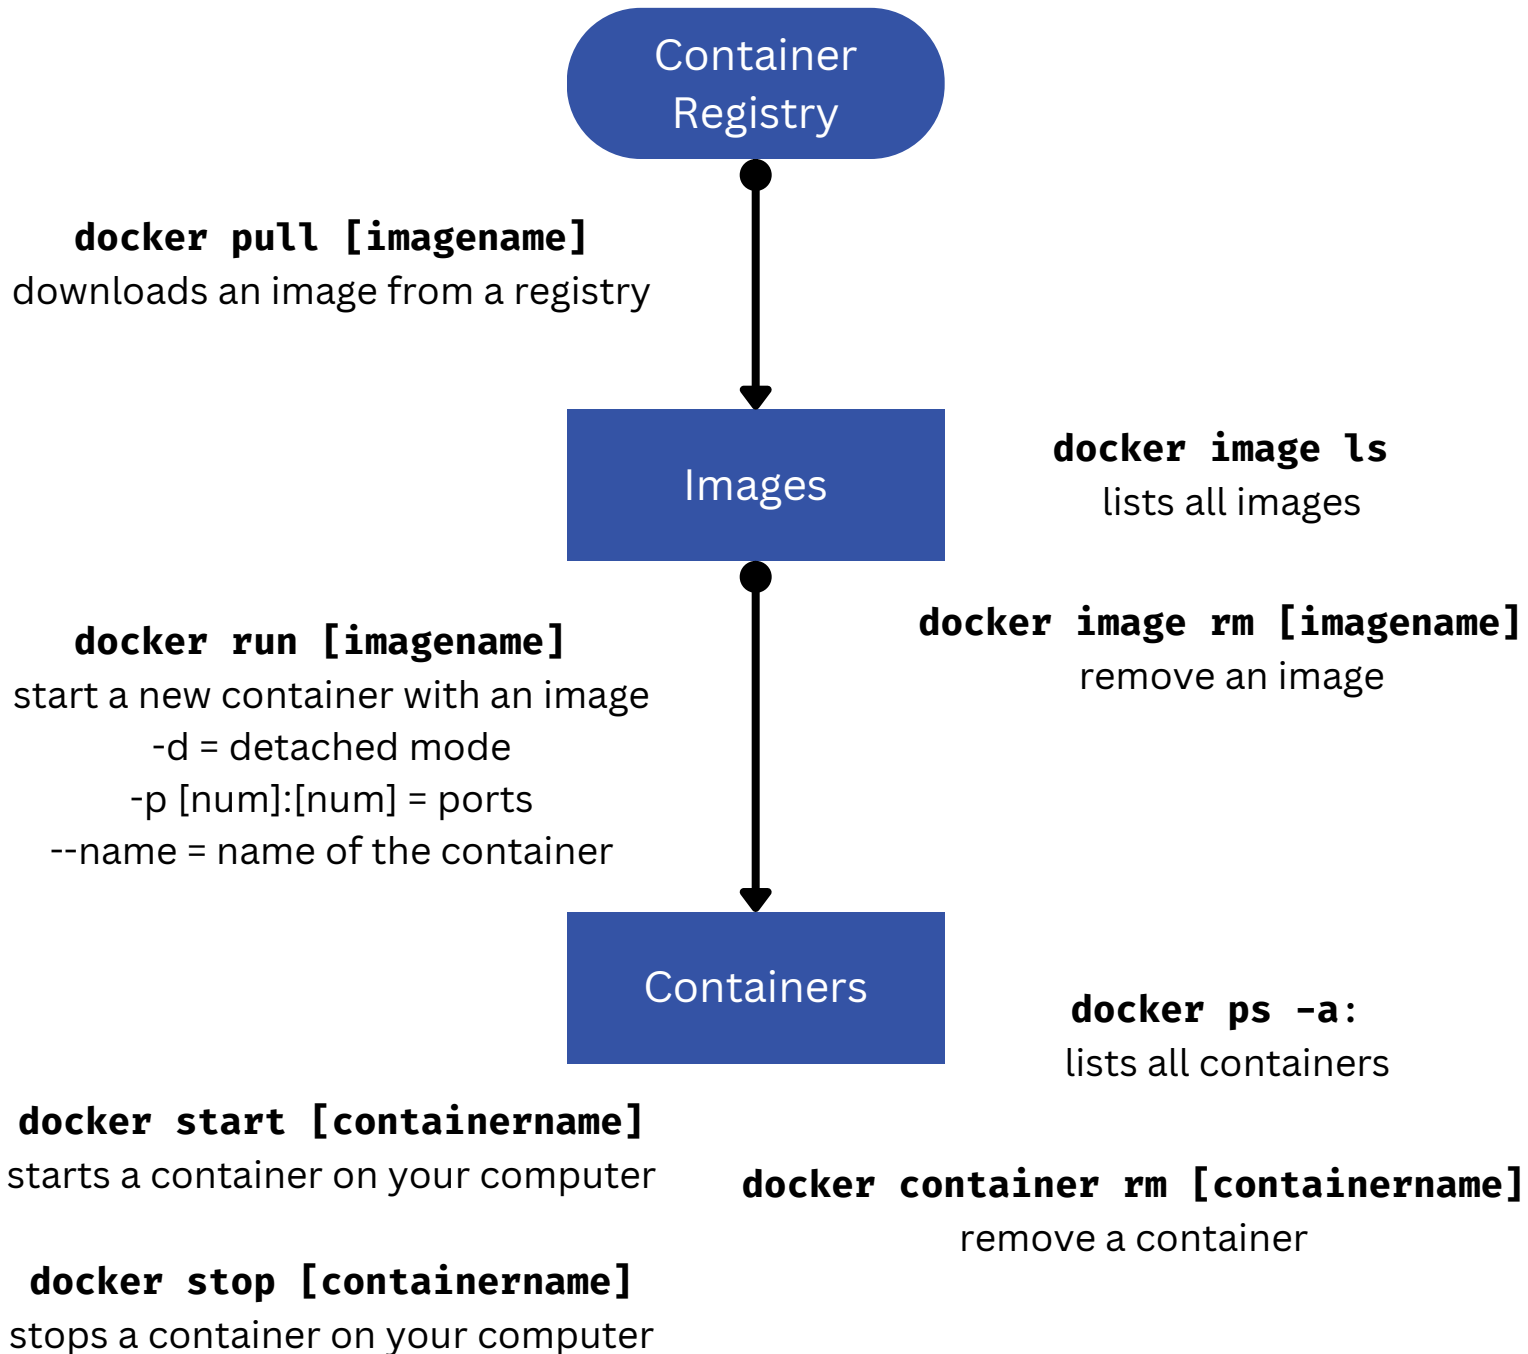 Container
Registry
docker pull [imagename]
downloads an image from a registry
Images
docker image ls
lists all images
docker image rm [imagename]
remove an image
docker run [imagename]
start a new container with an image
-d = detached mode
-p [num]:[num] = ports
--name = name of the container
Containers
docker ps -a:
lists all containers
docker start [containername]
starts a container on your computer
docker container rm [containername]
remove a container
docker stop [containername]
stops a container on your computer